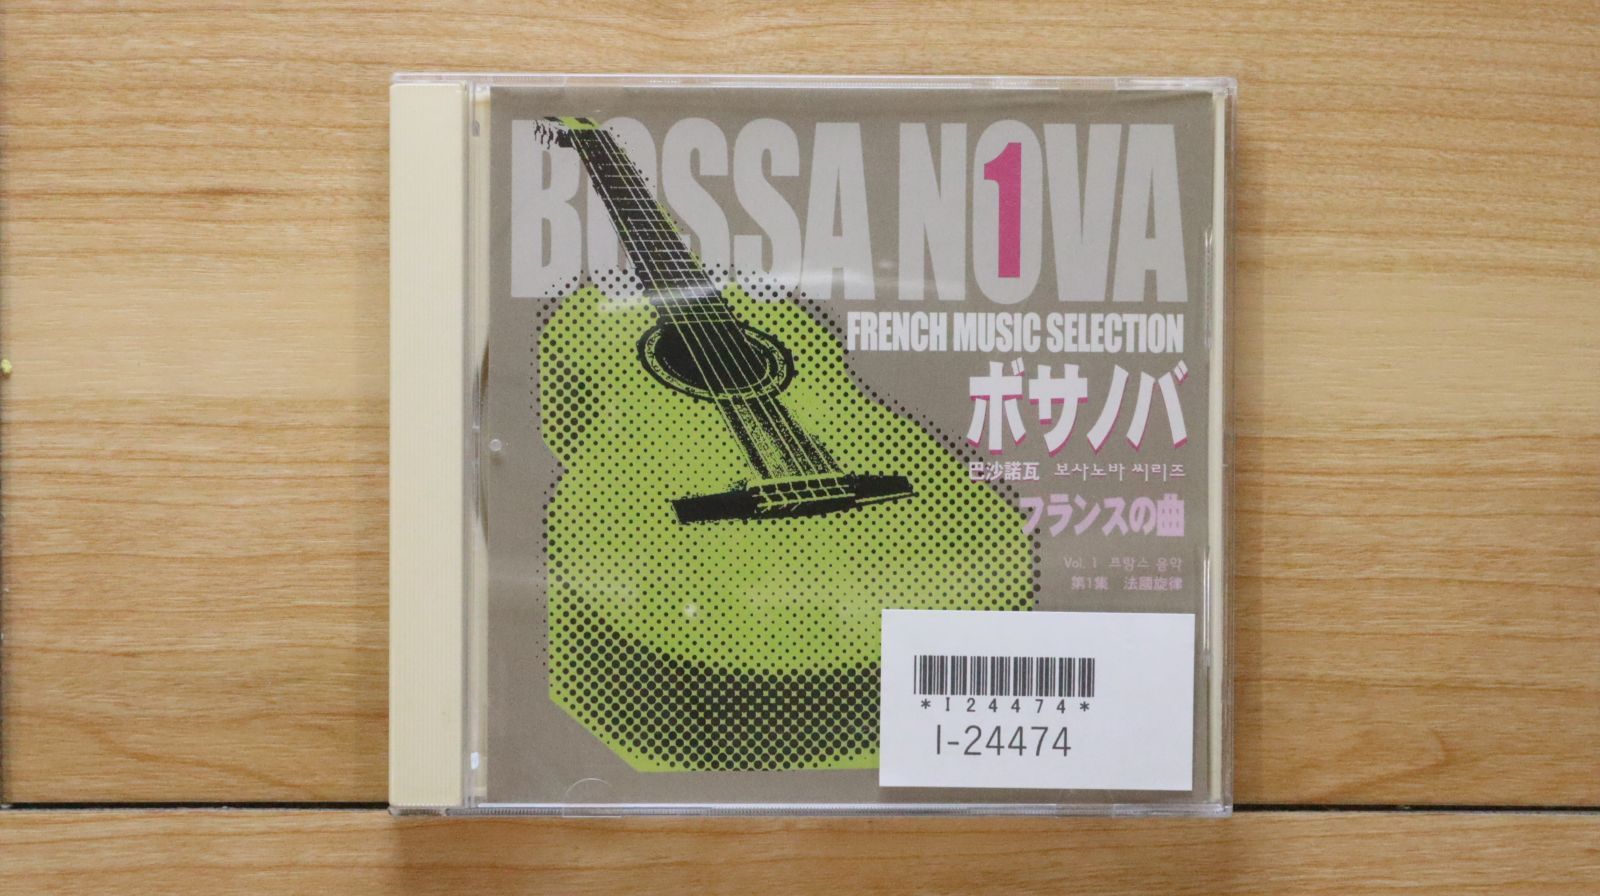 BOSSA NOVA
1
FRENCH MUSIC SELECTION
ボサノバ
巴沙諾瓦 보사노바 씨리즈
フランスの曲
Vol. 1 프랑스 음악
第1集 法國旋律
*I24474*
I-24474